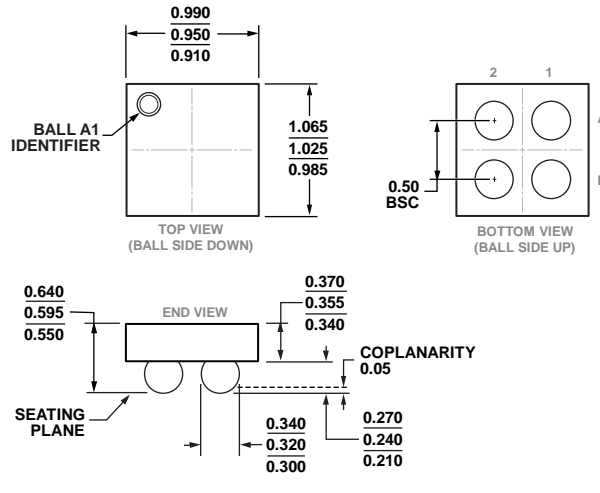 0.990
0.950
0.910
BALL A1
IDENTIFIER
1.065
1.025
0.985
TOP VIEW
(BALL SIDE DOWN)
2 1
0.50
BSC
BOTTOM VIEW
(BALL SIDE UP)
0.640
0.595
0.550
END VIEW
0.370
0.355
0.340
COPLANARITY
0.05
SEATING
PLANE
0.340
0.320
0.300
0.270
0.240
0.210